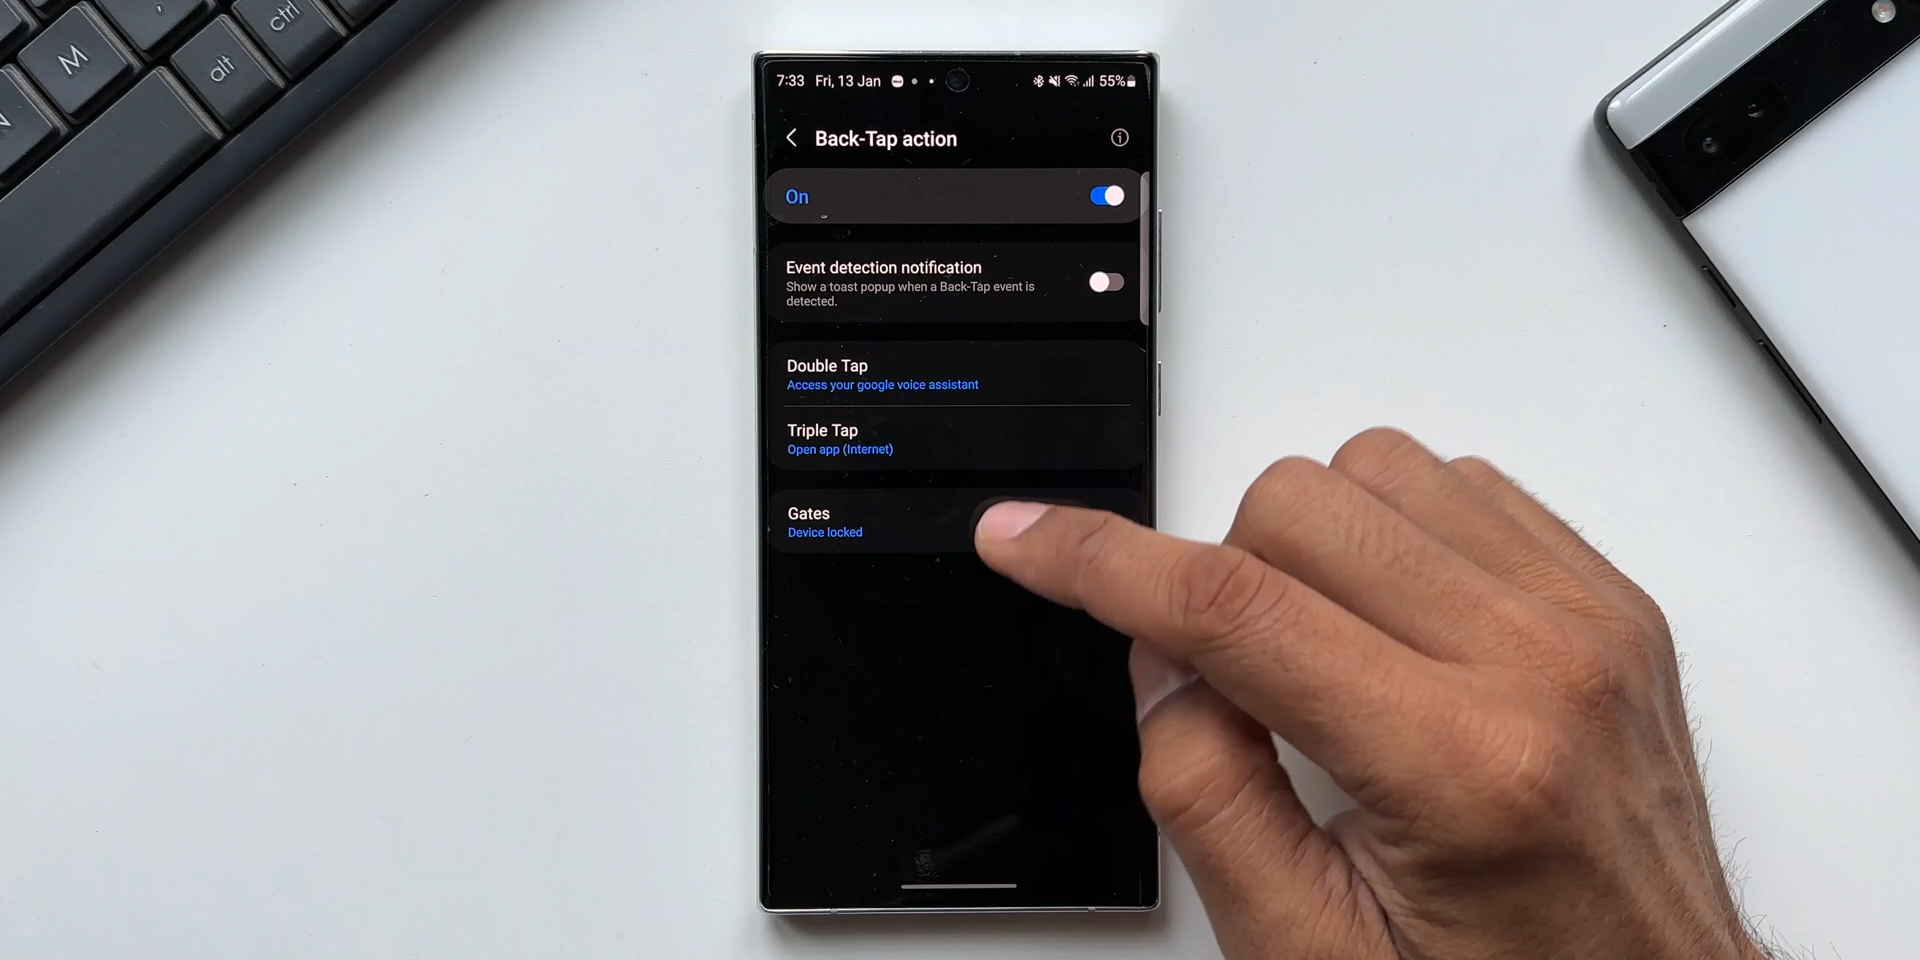 M
alt
ctrl
N
7:33 Fri, 13 Jan
55%
Back-Tap action
On
Event detection notification
Show a toast popup when a Back-Tap event is
detected.
Double Tap
Access your google voice assistant
Triple Tap
Open app (Internet)
Gates
Device locked